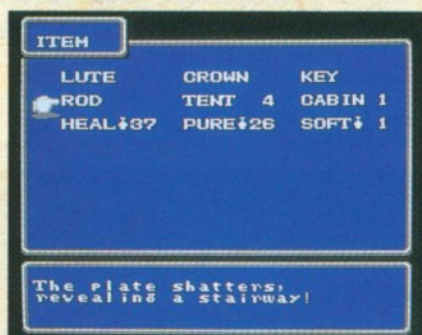 ITEM
LUTE CROWN KEY
ROD TENT 4 CABIN 1
HEAL 37 PURE 26 SOFT 1
The plate shatters,
revealing a stairway!